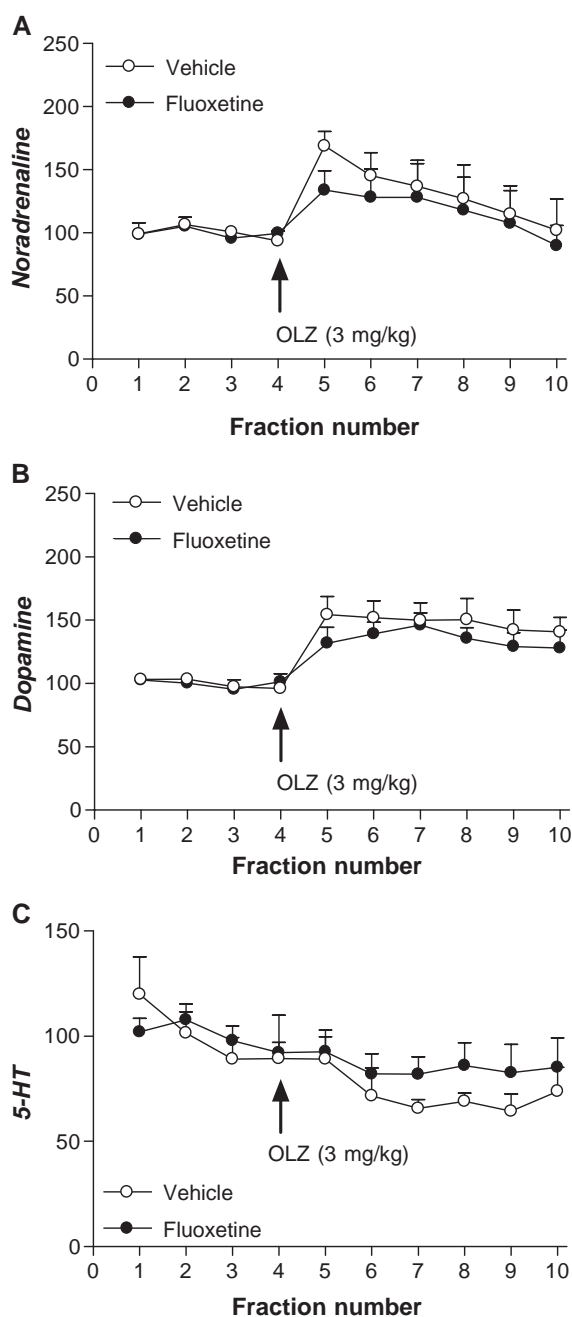 A
250
200
150
100
50
0
Noradrenaline
Vehicle
Fluoxetine
OLZ (3 mg/kg)
0 1 2 3 4 5 6 7 8 9 10
Fraction number
B
250
200
150
100
50
0
Dopamine
Vehicle
Fluoxetine
OLZ (3 mg/kg)
0 1 2 3 4 5 6 7 8 9 10
Fraction number
C
150
100
50
0
5-HT
OLZ (3 mg/kg)
Vehicle
Fluoxetine
0 1 2 3 4 5 6 7 8 9 10
Fraction number